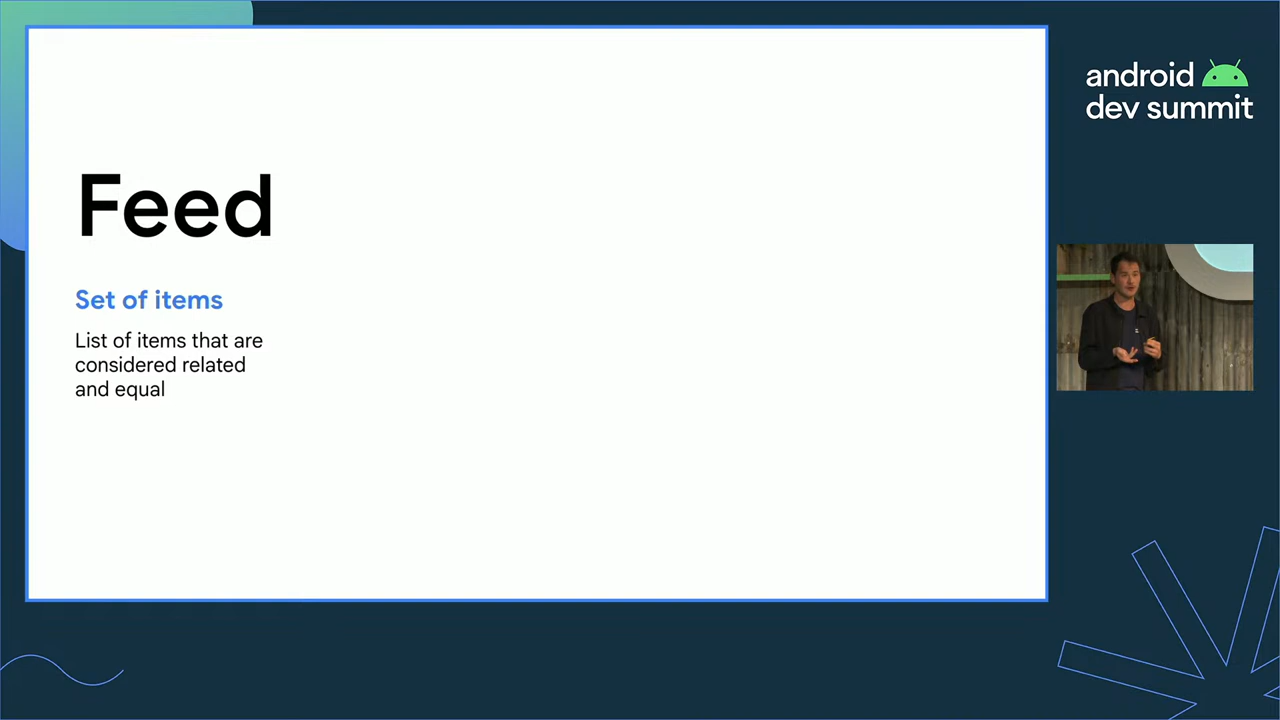 Feed
Set of items
List of items that are
considered related
and equal
android
dev summit